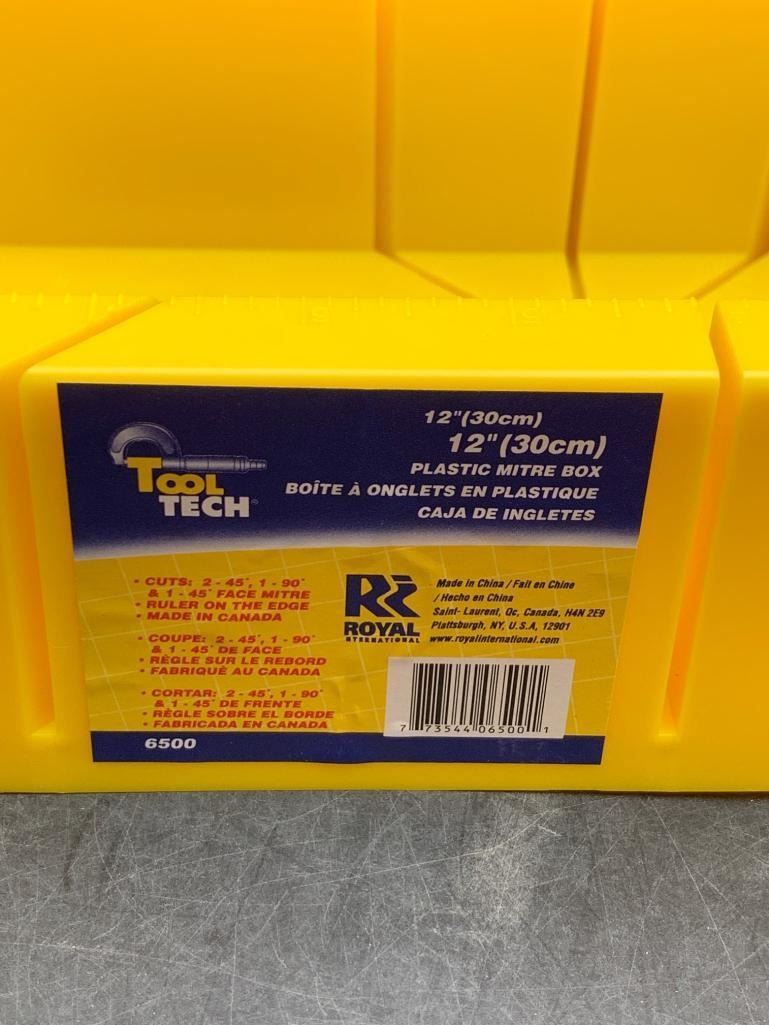 12"(30cm)
12"(30cm)
PLASTIC MITRE BOX
BOÎTE À ONGLETS EN PLASTIQUE
CAJA DE INGLETES
TOOL
TECH
• CUTS: 2 - 45°, 1 - 90°
& 1 - 45° FACE MITRE
• RULER ON THE EDGE
• MADE IN CANADA
• COUPE: 2 - 45°, 1 - 90°
& 1 - 45° DE FACE
• RÈGLE SUR LE REBORD
• FABRIQUÉ AU CANADA
• CORTAR: 2 - 45°, 1 - 90°
& 1 - 45° DE FRENTE
• RÈGLE SOBRE EL BORDE
• FABRICADA EN CANADA
6500
ROYAL
INTERNATIONAL
Made in China / Fait en Chine
/ Hecho en China
Saint- Laurent, Qc, Canada, H4N 2E9
Plattsburgh, NY, U.S.A, 12901
www.royalinternational.com
7 73544 06500 1